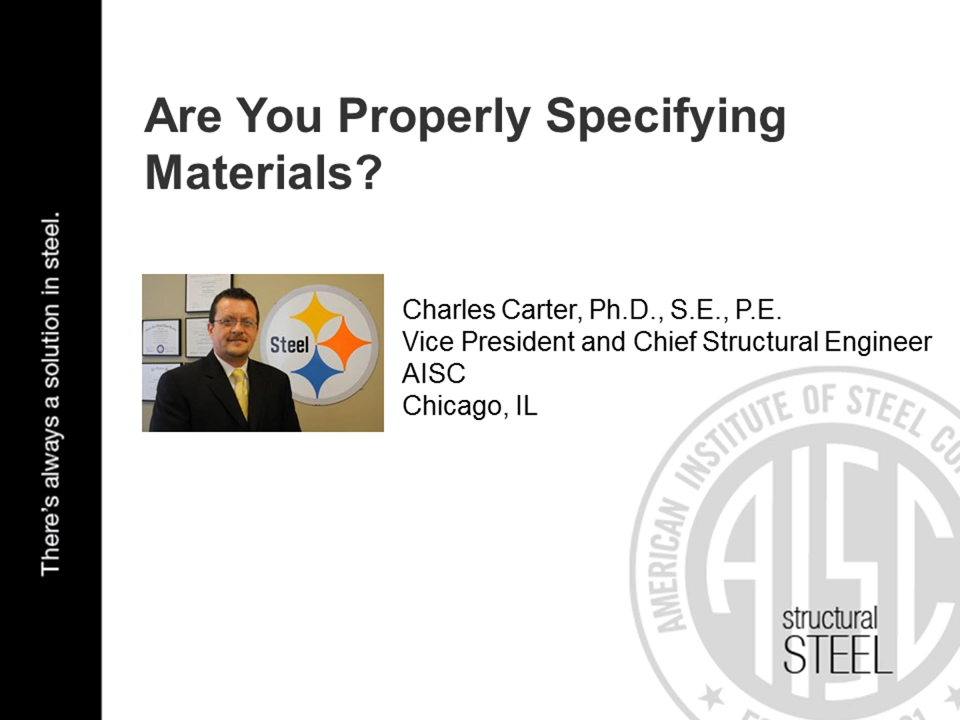 There's always a solution in steel.
Are You Properly Specifying
Materials?
Steel
Charles Carter, Ph.D., S.E., P.E.
Vice President and Chief Structural Engineer
AISC
Chicago, IL
AMERICAN INSTITUTE OF STEEL CO
AISC
structural
STEEL